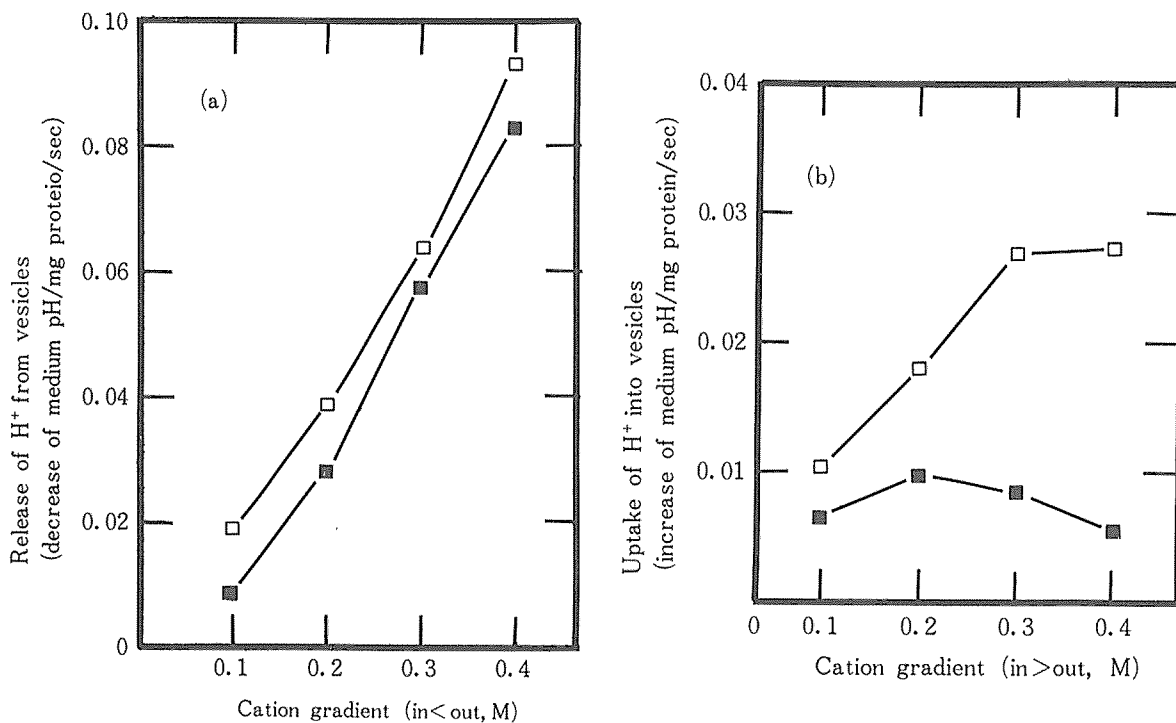 Release of H⁺ from vesicles
(decrease of medium pH/mg proteio/sec)
0.10
0.08
0.06
0.04
0.02
0
(a)
0.1 0.2 0.3 0.4
Cation gradient (in<out, M)
Uptake of H⁺ into vesicles
(increase of medium pH/mg protein/sec)
0.04
0.03
0.02
0.01
(b)
0 0.1 0.2 0.3 0.4
Cation gradient (in>out, M)